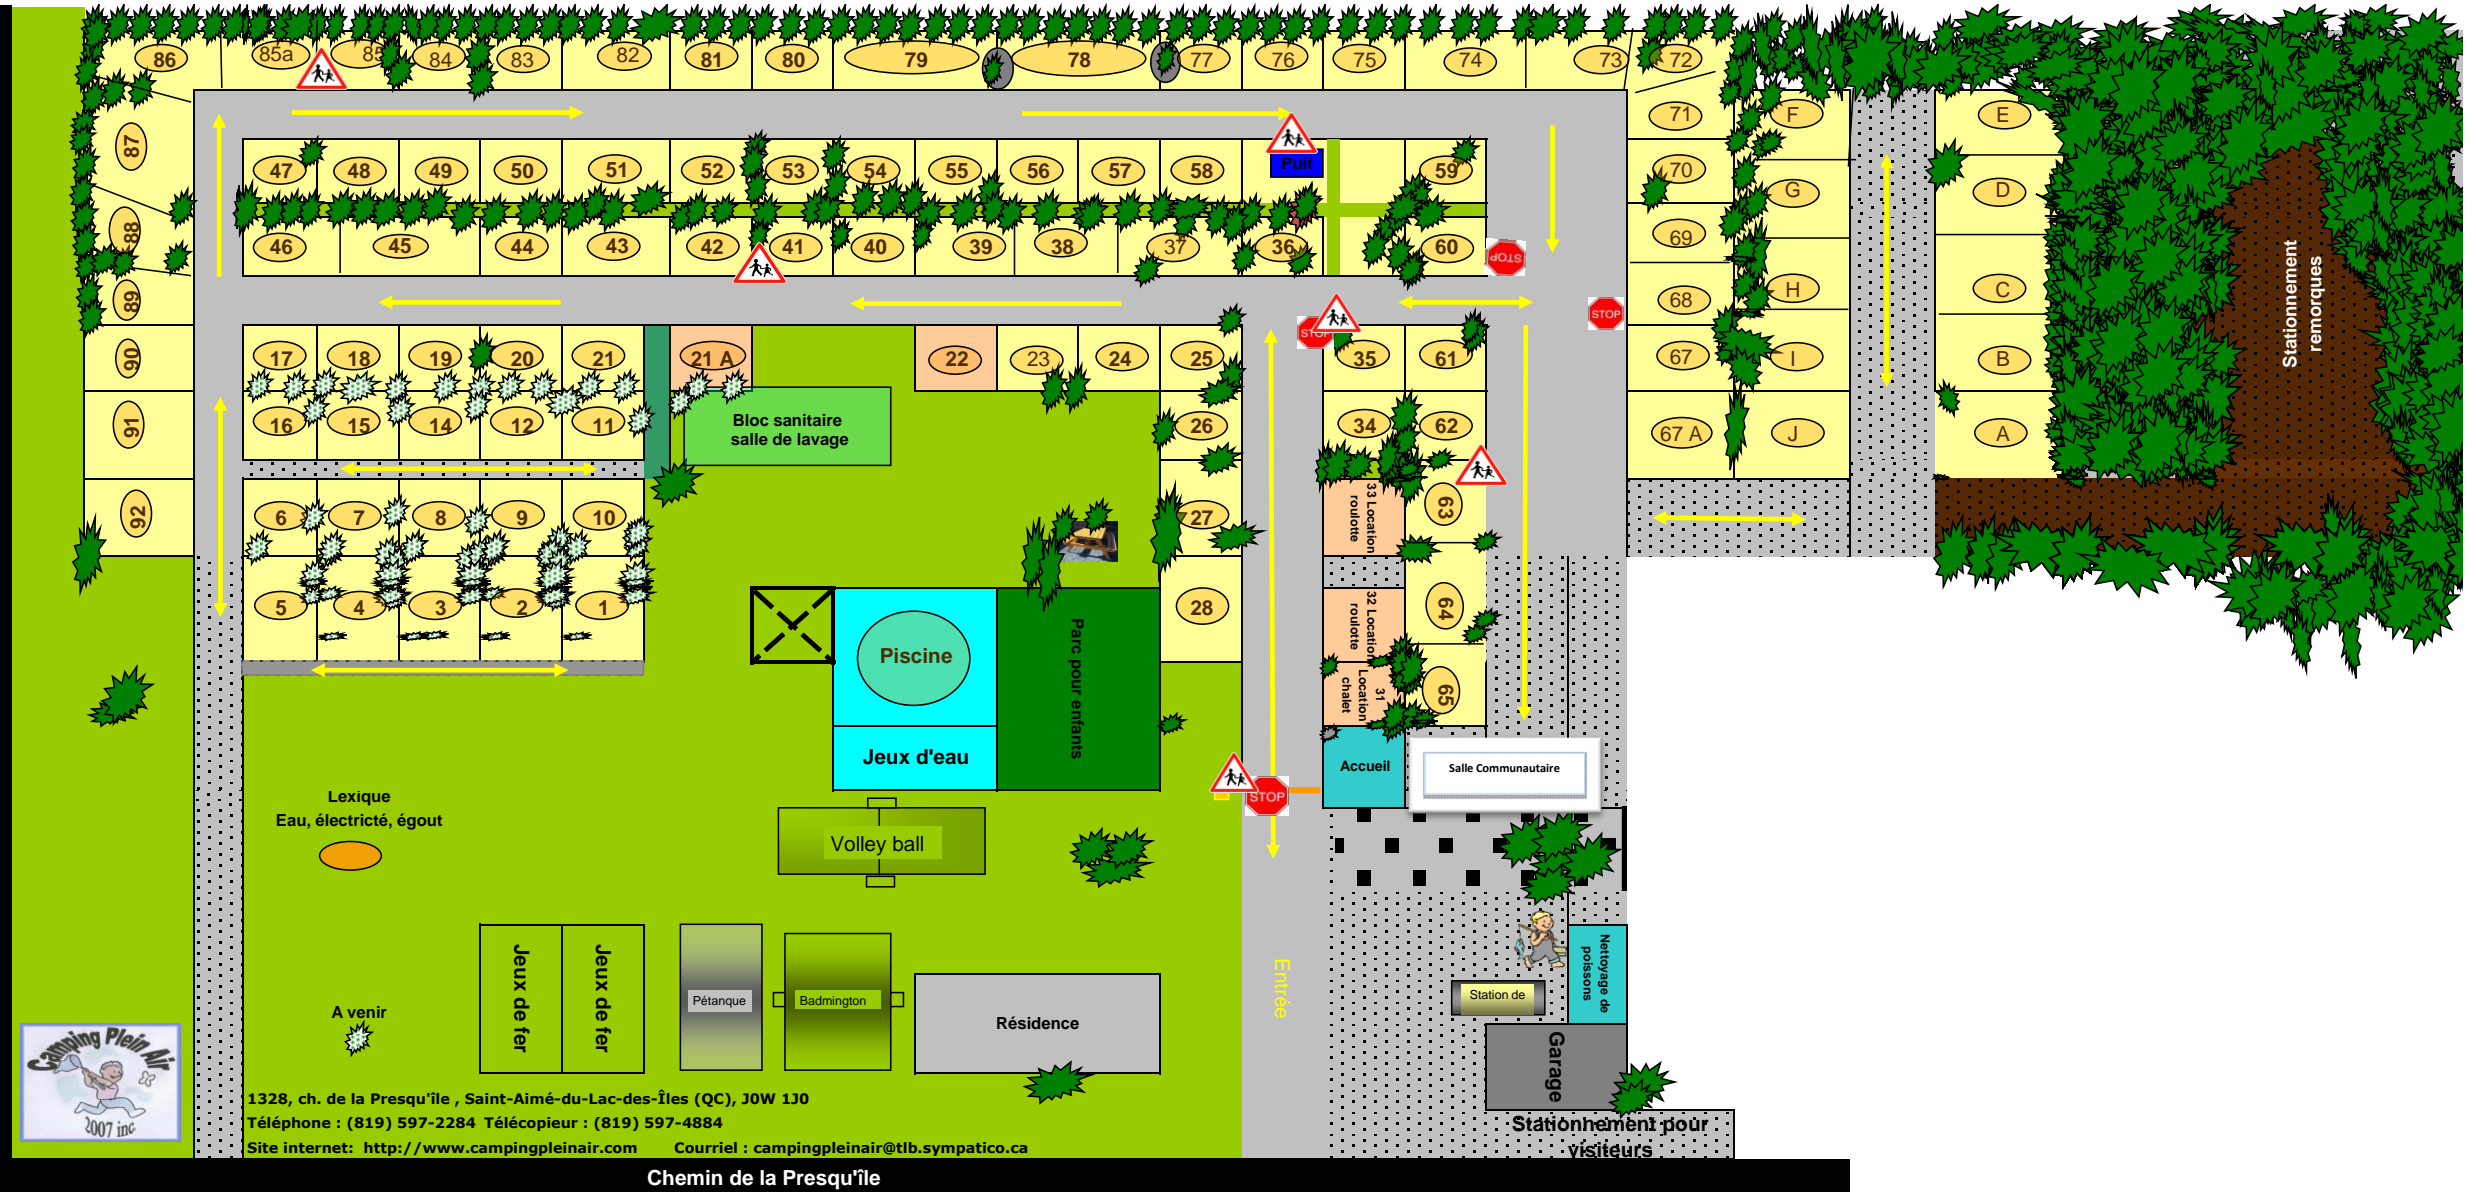 86
85a
85
84
83
82
81
80
79
78
77
76
75
74
73
72
71
F
E
87
47
48
49
50
51
52
53
54
55
56
57
58
Puit
59
70
G
D
88
46
45
44
43
42
41
40
39
38
37
36
60
STOP
69
89
68
H
C
STOP
STOP
Stationnement
remorques
90
17
18
19
20
21
21 A
22
23
24
25
35
61
67
I
B
91
16
15
14
12
11
Bloc sanitaire
salle de lavage
26
34
62
67 A
J
A
92
6
7
8
9
10
27
33 Location
roulotte
63
5
4
3
2
1
28
32 Location
roulotte
64
Piscine
Parc pour enfants
31
Location
chalet
65
Jeux d'eau
Accueil
Salle Communautaire
STOP
Lexique
Eau, électricté, égout
Volley ball
Jeux de fer
Jeux de fer
Pétanque
Badmington
Résidence
Entrée
Station de
Nettoyage de
poissons
Garage
A venir
Camping Plein Air
2007 inc
1328, ch. de la Presqu'île , Saint-Aimé-du-Lac-des-Îles (QC), J0W 1J0
Téléphone : (819) 597-2284 Télécopieur : (819) 597-4884
Site internet: http://www.campingpleinair.com Courriel : campingpleinair@tlb.sympatico.ca
Stationnement pour
visiteurs
Chemin de la Presqu'île